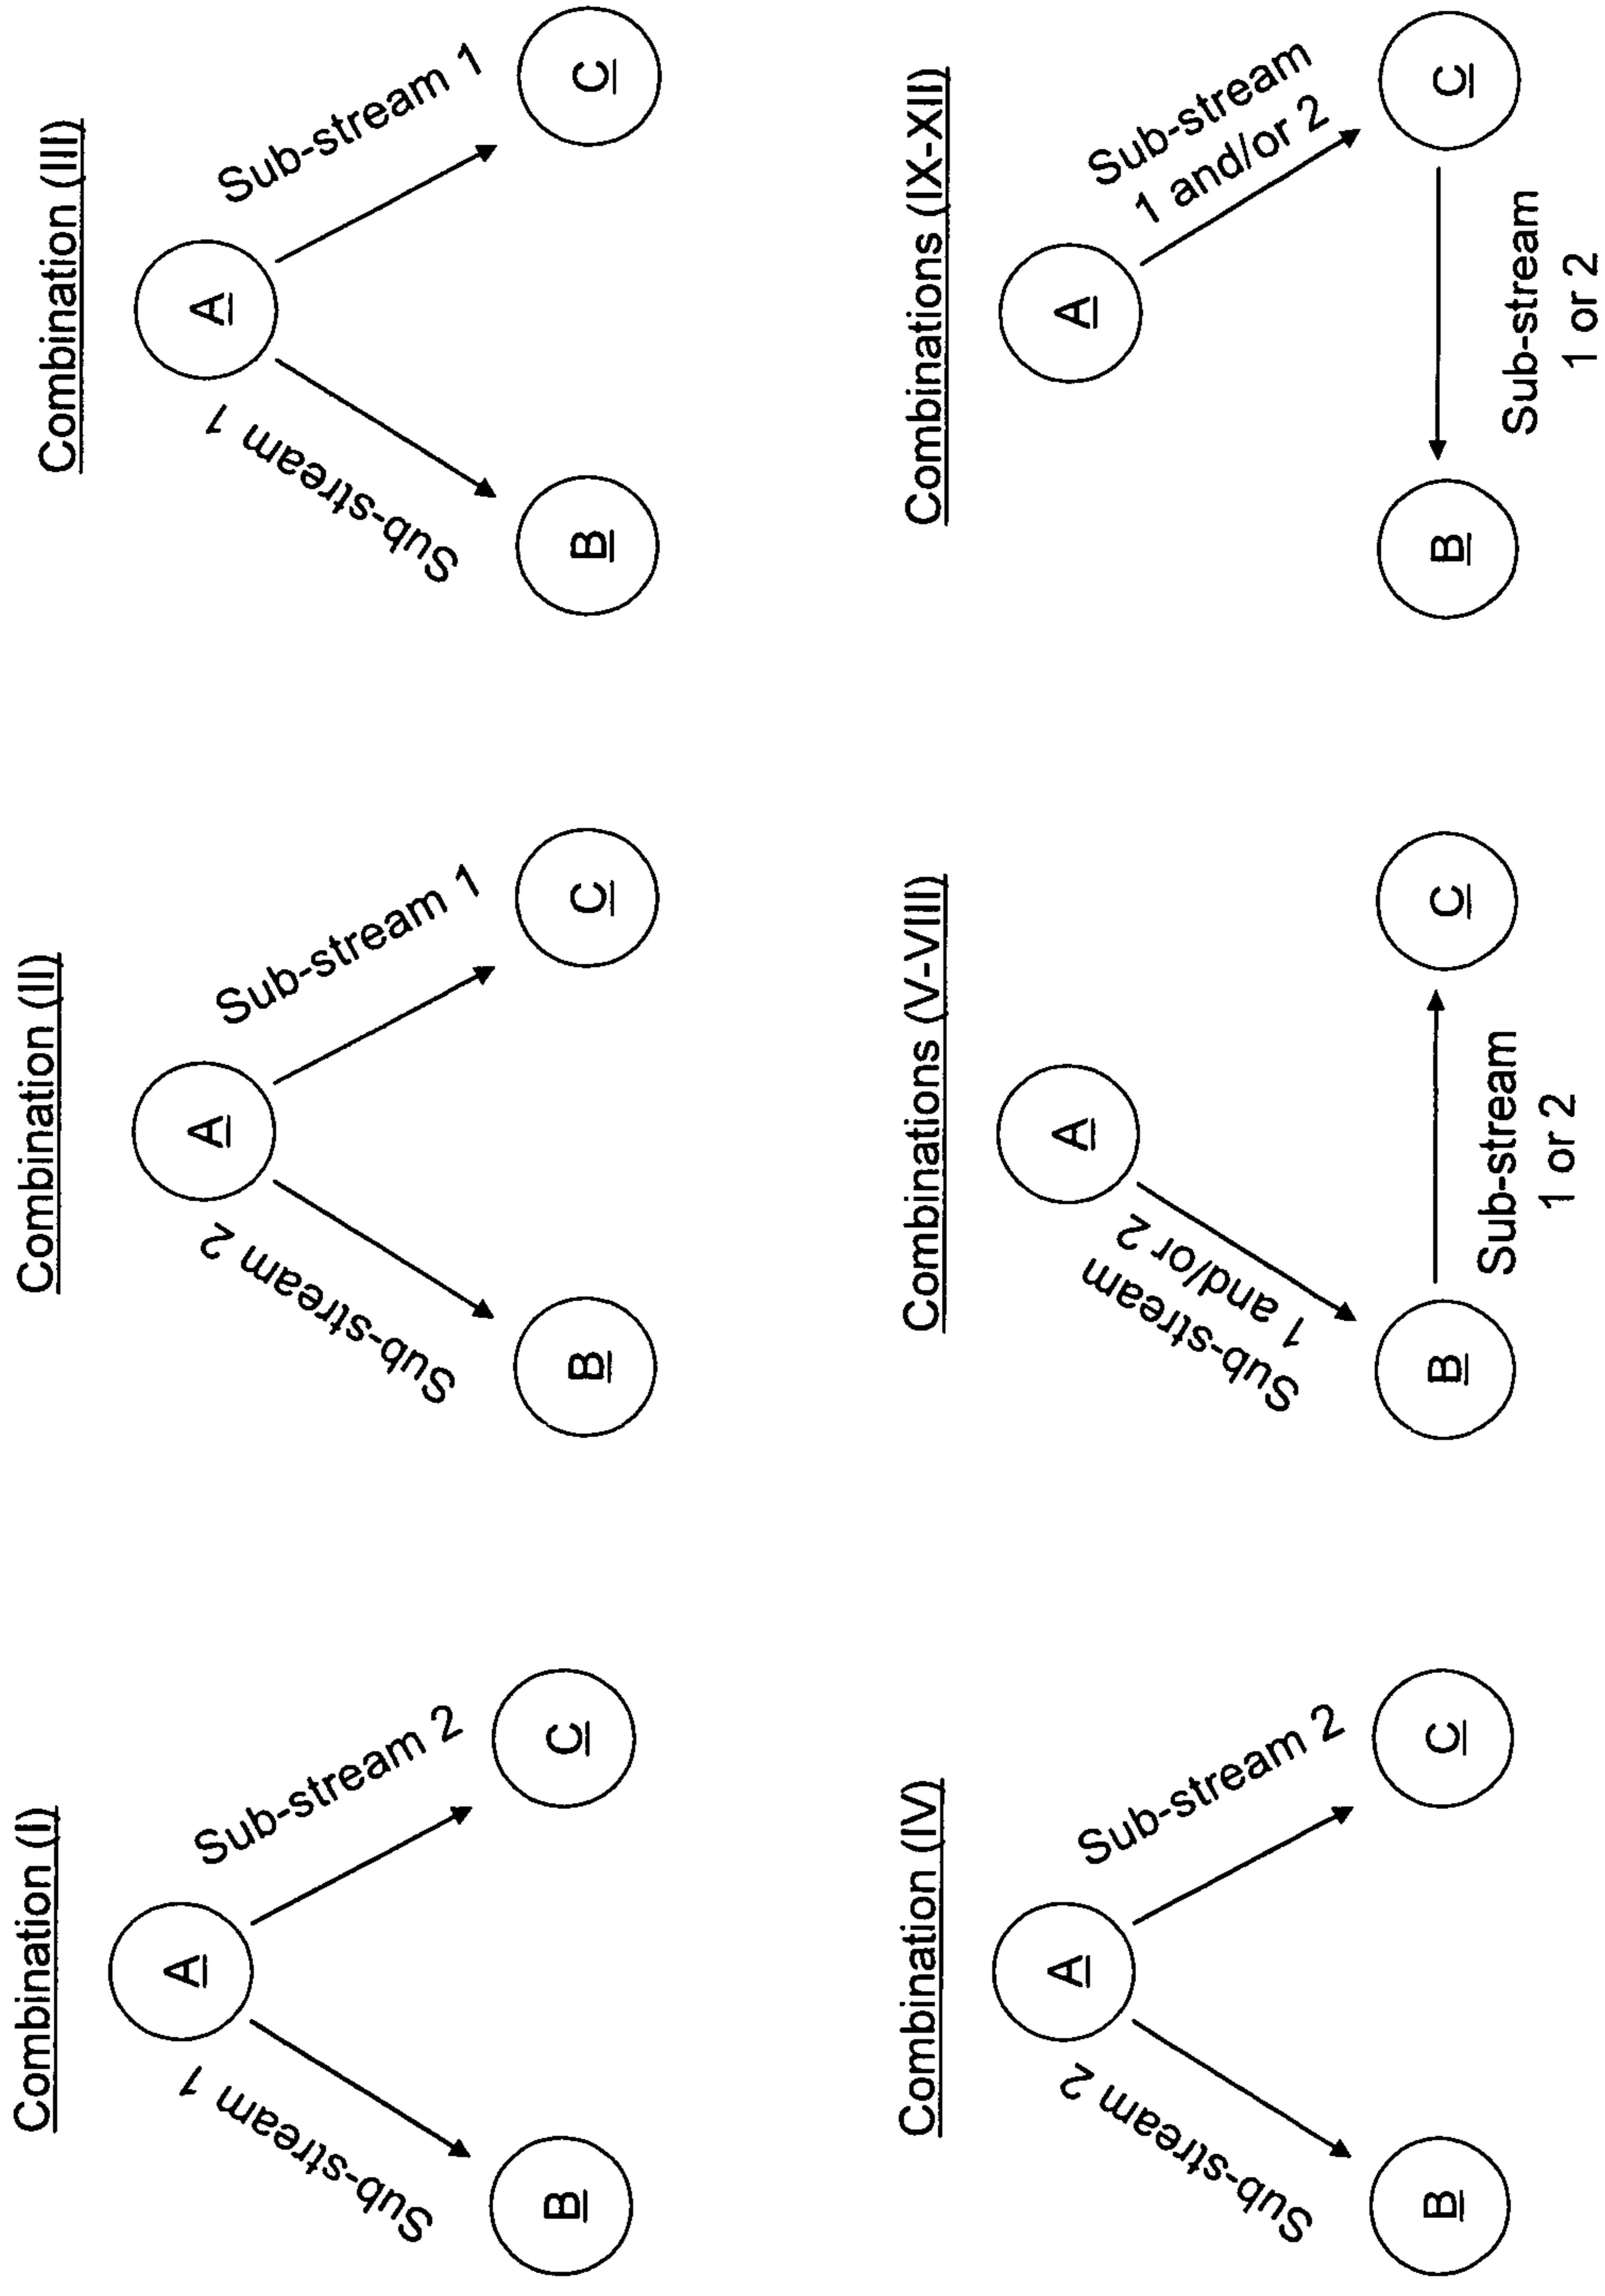 Combination (I)
A
Sub-stream 1
Sub-stream 2
B
C
Combination (II)
A
Sub-stream 2
Sub-stream 1
B
C
Combination (III)
A
Sub-stream 1
Sub-stream 1
B
C
Combination (IV)
A
Sub-stream 2
Sub-stream 2
B
C
Combinations (V-VIII)
A
Sub-stream
1 and/or 2
B
C
Sub-stream
1 or 2
Combinations (IX-XII)
A
Sub-stream
1 and/or 2
B
C
Sub-stream
1 or 2